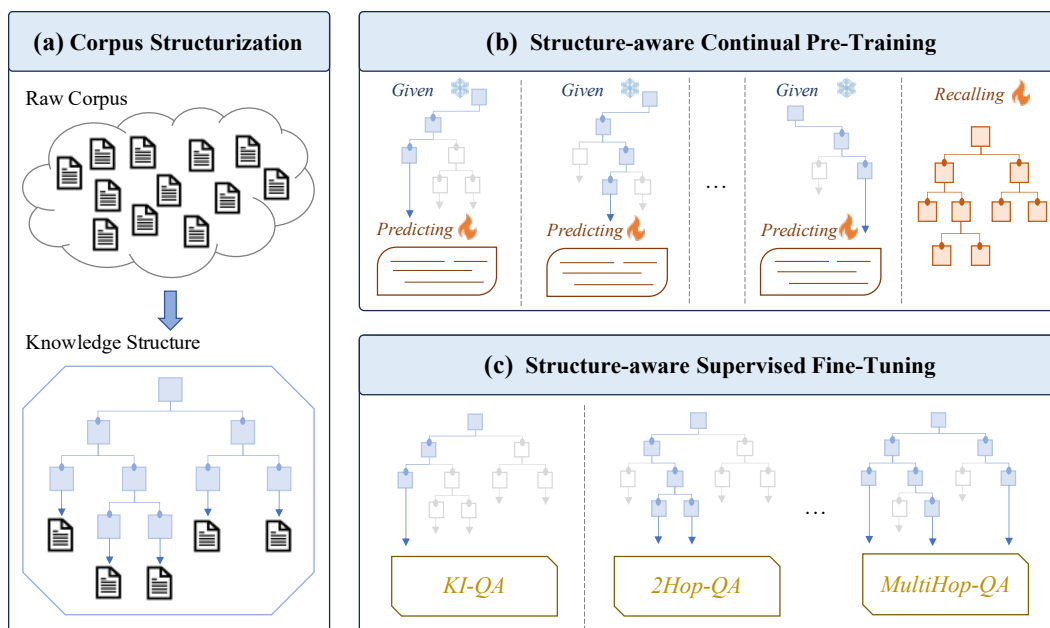 (a) Corpus Structurization
Raw Corpus
Knowledge Structure
(b) Structure-aware Continual Pre-Training
Given
Given
Given
Recalling
...
Predicting
Predicting
Predicting
(c) Structure-aware Supervised Fine-Tuning
...
KI-QA
2Hop-QA
MultiHop-QA